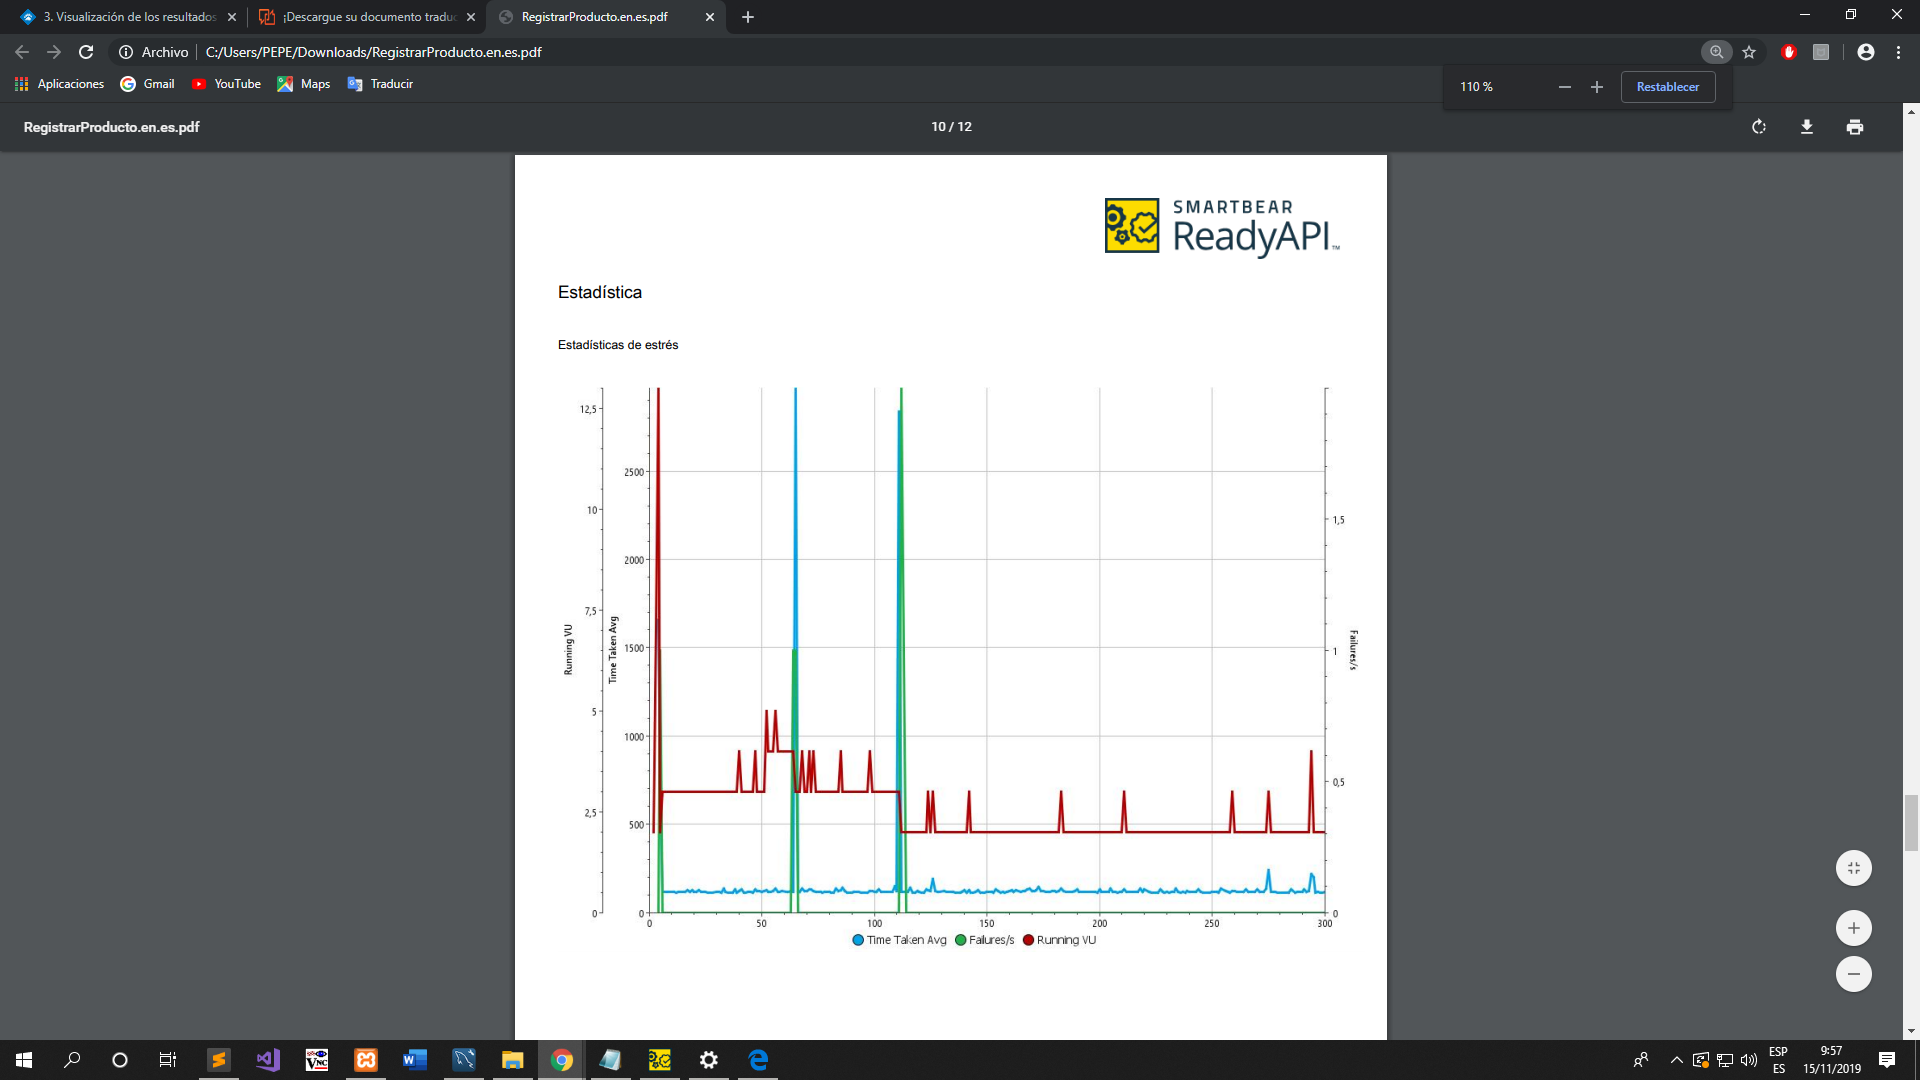 3. Visualización de los resultados
¡Descargue su documento traduc
RegistrarProducto.en.es.pdf
Archivo
C:/Users/PEPE/Downloads/RegistrarProducto.en.es.pdf
Aplicaciones
Gmail
YouTube
Maps
Traducir
110 %
Restablecer
RegistrarProducto.en.es.pdf
10 / 12
SMARTBEAR
ReadyAPI™
Estadística
Estadísticas de estrés
Running VU
12,5
10
7,5
5
2,5
0
Time Taken Avg
2500
2000
1500
1000
500
0
Failures/s
1,5
1
0,5
0
0
50
100
150
200
250
300
Time Taken Avg
Failures/s
Running VU
ESP
ES
9:57
15/11/2019